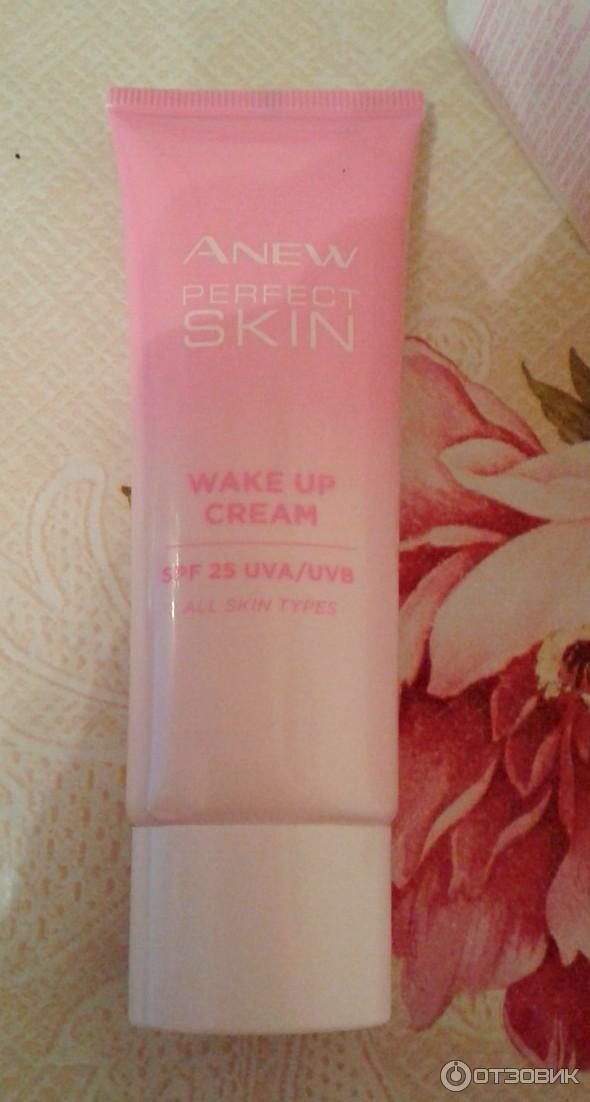 ANEW
PERFECT
SKIN
WAKE UP
CREAM
SPF 25 UVA/UVB
ALL SKIN TYPES
ОТЗОВИК